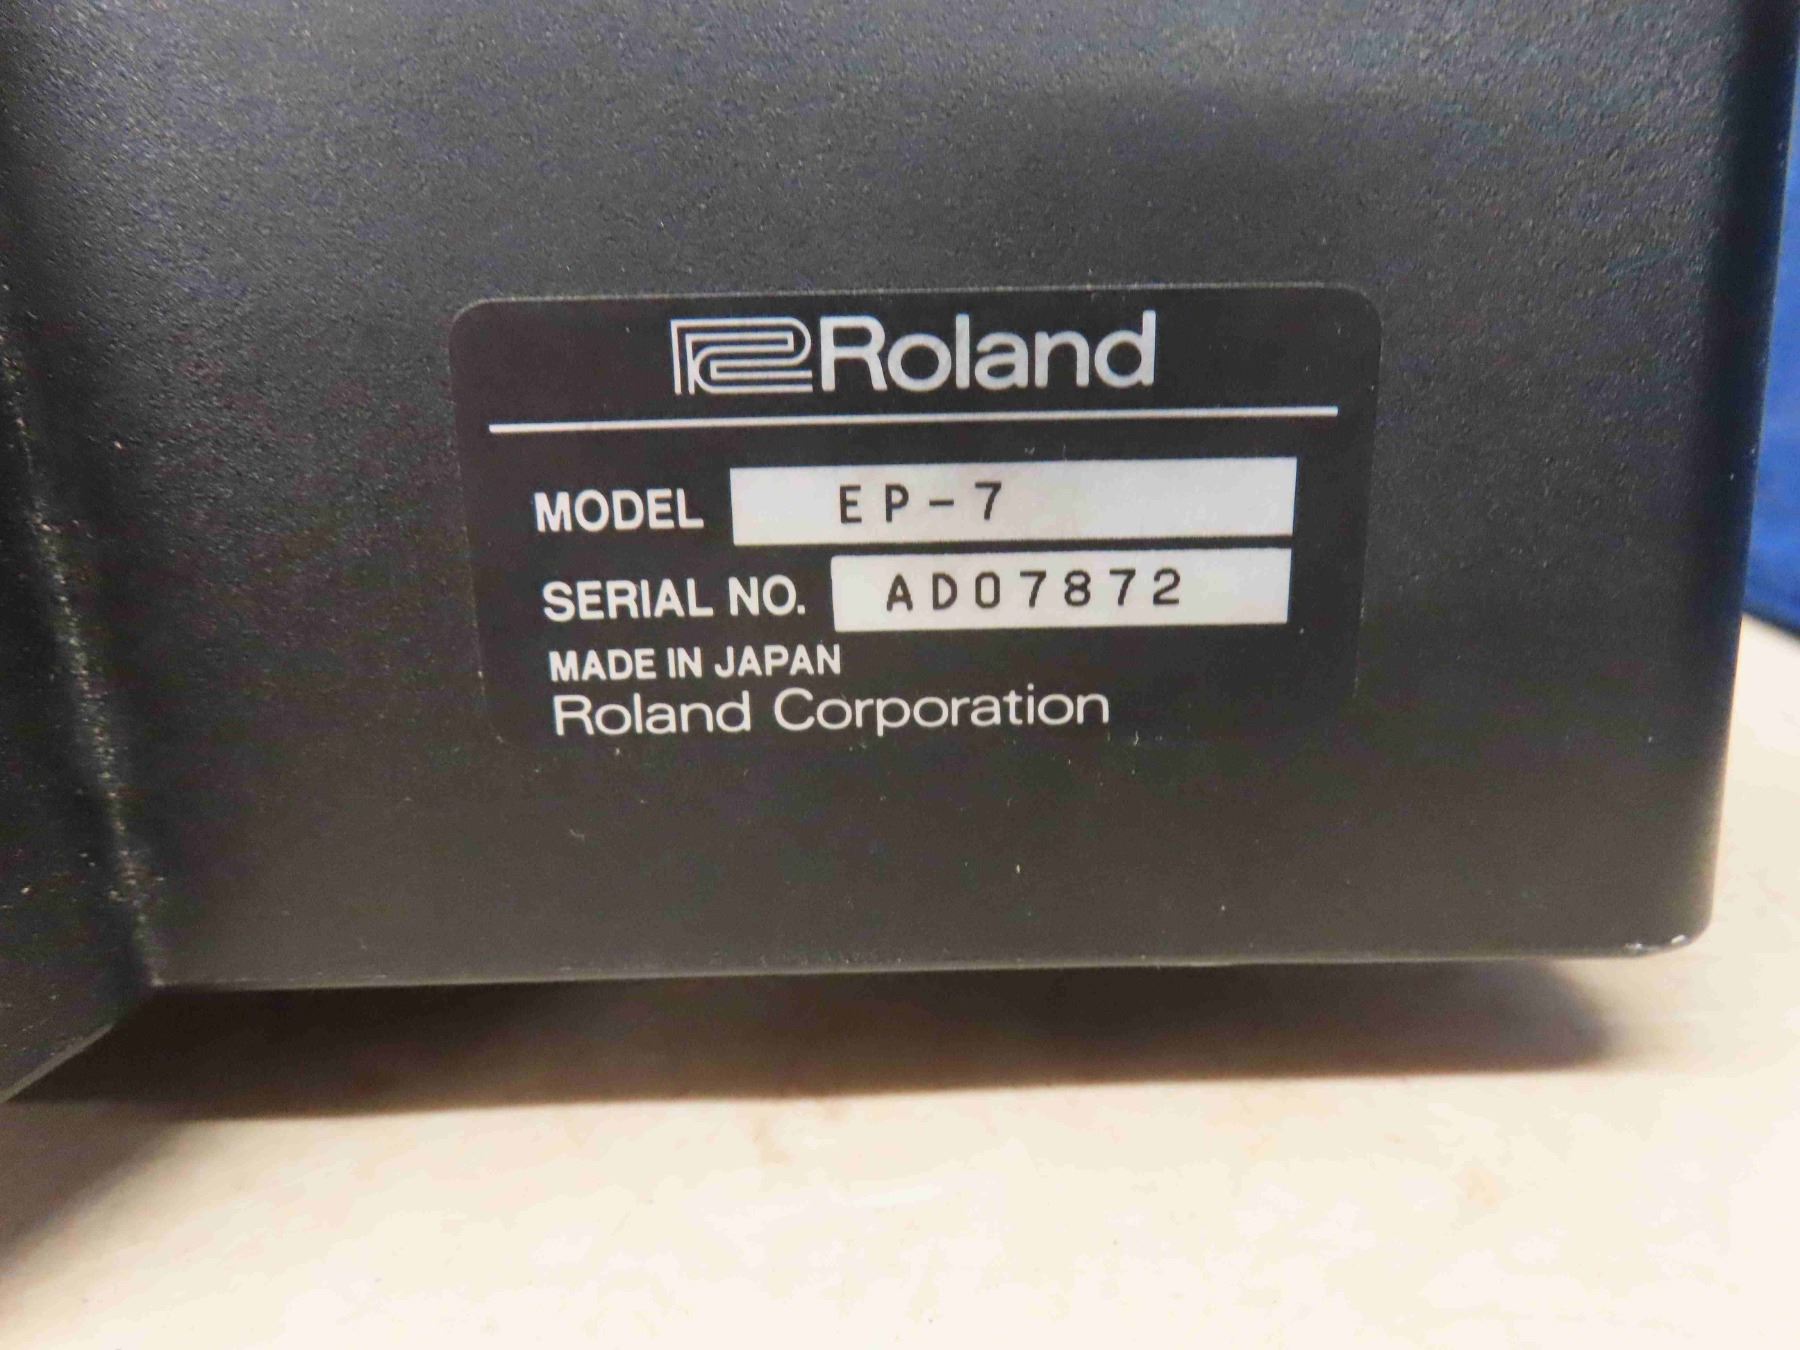 Roland
MODEL EP-7
SERIAL NO. AD07872
MADE IN JAPAN
Roland Corporation